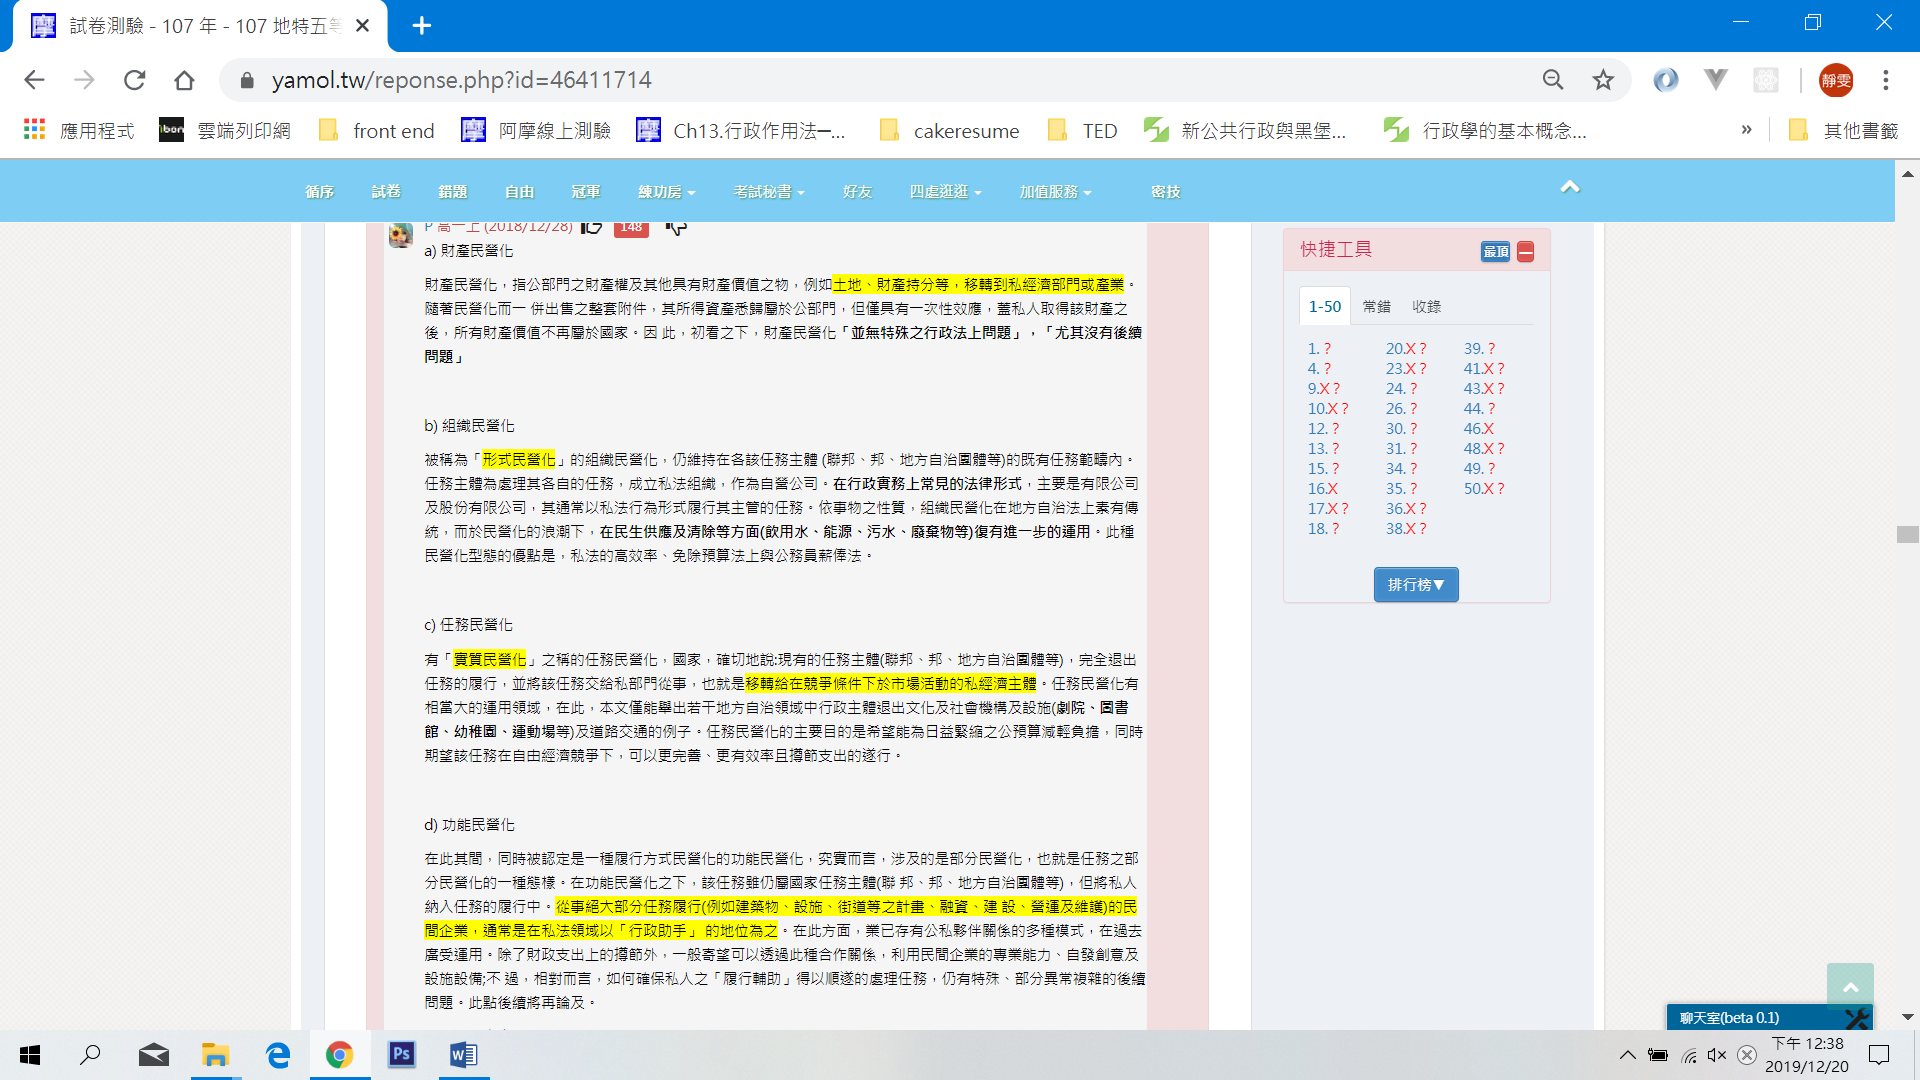 試卷測驗 - 107 年 - 107 地特五等
yamol.tw/reponse.php?id=46411714
靜雯
應用程式 ibon 雲端列印網 front end 阿摩線上測驗 Ch13.行政作用法—... cakeresume TED 新公共行政與黑堡... 行政學的基本概念... » 其他書籤
循序 試卷 錯題 自由 冠軍 練功房 考試秘書 好友 四處逛逛 加值服務 密技
P 高一上 (2018/12/28) 148
a) 財產民營化
財產民營化，指公部門之財產權及其他具有財產價值之物，例如土地、財產持分等，移轉到私經濟部門或產業。
隨著民營化而一 併出售之整套附件，其所得資產悉歸屬於公部門，但僅具有一次性效應，蓋私人取得該財產之
後，所有財產價值不再屬於國家。因 此，初看之下，財產民營化「並無特殊之行政法上問題」，「尤其沒有後續
問題」
b) 組織民營化
被稱為「形式民營化」的組織民營化，仍維持在各該任務主體 (聯邦、邦、地方自治團體等)的既有任務範疇內。
任務主體為處理其各自的任務，成立私法組織，作為自營公司。在行政實務上常見的法律形式，主要是有限公司
及股份有限公司，其通常以私法行為形式履行其主管的任務。依事物之性質，組織民營化在地方自治法上素有傳
統，而於民營化的浪潮下，在民生供應及清除等方面(飲用水、能源、污水、廢棄物等)復有進一步的運用。此種
民營化型態的優點是，私法的高效率、免除預算法上與公務員薪俸法。
c) 任務民營化
有「實質民營化」之稱的任務民營化，國家，確切地說:現有的任務主體(聯邦、邦、地方自治團體等)，完全退出
任務的履行，並將該任務交給私部門從事，也就是移轉給在競爭條件下於市場活動的私經濟主體。任務民營化有
相當大的運用領域，在此，本文僅能舉出若干地方自治領域中行政主體退出文化及社會機構及設施(劇院、圖書
館、幼稚園、運動場等)及道路交通的例子。任務民營化的主要目的是希望能為日益緊縮之公預算減輕負擔，同時
期望該任務在自由經濟競爭下，可以更完善、更有效率且撙節支出的遂行。
d) 功能民營化
在此其間，同時被認定是一種履行方式民營化的功能民營化，究實而言，涉及的是部分民營化，也就是任務之部
分民營化的一種態樣。在功能民營化之下，該任務雖仍屬國家任務主體(聯 邦、邦、地方自治團體等)，但將私人
納入任務的履行中。從事絕大部分任務履行(例如建築物、設施、街道等之計畫、融資、建 設、營運及維護)的民
間企業，通常是在私法領域以「行政助手」 的地位為之。在此方面，業已存有公私夥伴關係的多種模式，在過去
廣受運用。除了財政支出上的撙節外，一般寄望可以透過此種合作關係，利用民間企業的專業能力、自發創意及
設施設備;不 過，相對而言，如何確保私人之「履行輔助」得以順遂的處理任務，仍有特殊、部分異常複雜的後續
問題。此點後續將再論及。
快捷工具 最頂
1-50 常錯 收錄
1. ? 20.X ? 39. ?
4. ? 23.X ? 41.X ?
9.X ? 24. ? 43.X ?
10.X ? 26. ? 44. ?
12. ? 30. ? 46.X
13. ? 31. ? 48.X ?
15. ? 34. ? 49. ?
16.X 35. ? 50.X ?
17.X ? 36.X ?
18. ? 38.X ?
排行榜▼
聊天室(beta 0.1)
Ps
下午 12:38
2019/12/20